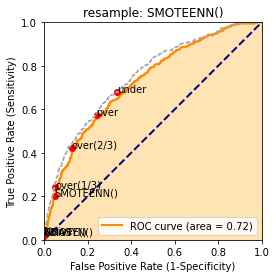 resample: SMOTEENN()
True Positive Rate (Sensitivity)
1.0
0.8
0.6
0.4
0.2
0.0
under
over
over(2/3)
over(1/3)
SMOTEENN()
ROC curve (area = 0.72)
0.0 0.2 0.4 0.6 0.8 1.0
False Positive Rate (1-Specificity)